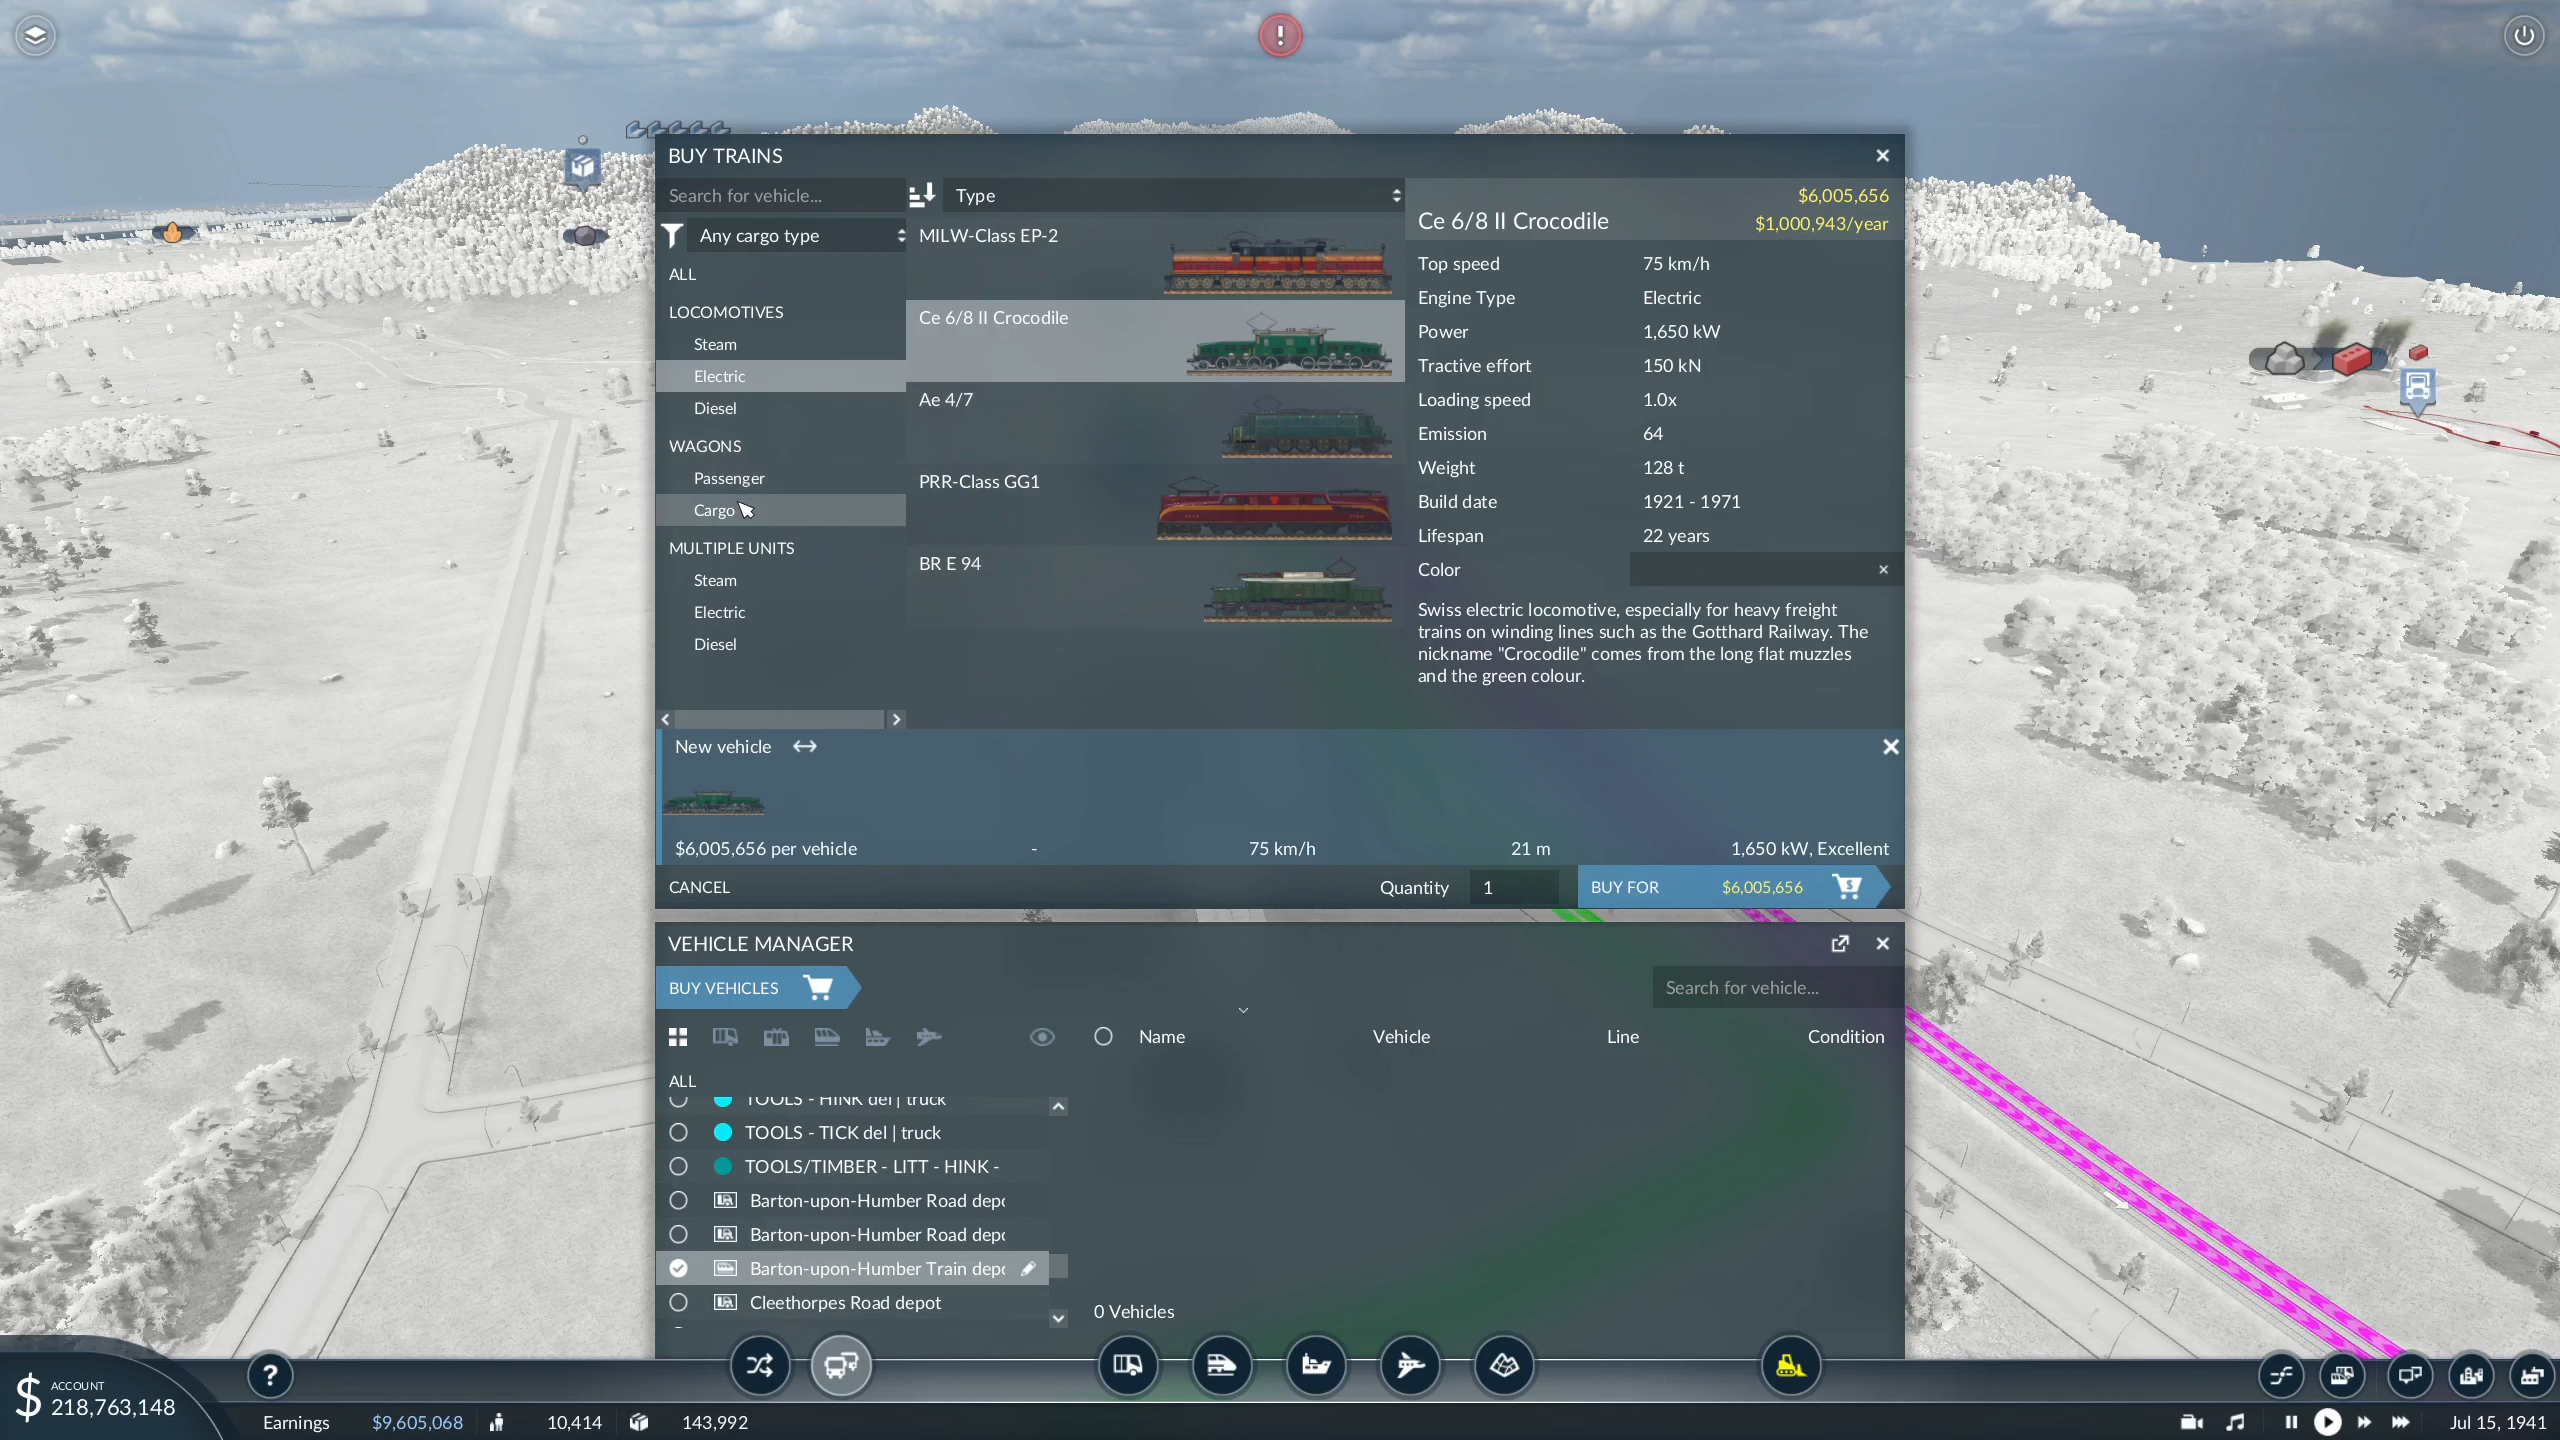 BUY TRAINS
Search for vehicle...
Type
Any cargo type
ALL
LOCOMOTIVES
Steam
Electric
Diesel
WAGONS
Passenger
Cargo
MULTIPLE UNITS
Steam
Electric
Diesel
MILW-Class EP-2
Ce 6/8 II Crocodile
Ae 4/7
PRR-Class GG1
BR E 94
$6,005,656
Ce 6/8 II Crocodile
$1,000,943/year
Top speed 75 km/h
Engine Type Electric
Power 1,650 kW
Tractive effort 150 kN
Loading speed 1.0x
Emission 64
Weight 128 t
Build date 1921 - 1971
Lifespan 22 years
Color
Swiss electric locomotive, especially for heavy freight
trains on winding lines such as the Gotthard Railway. The
nickname "Crocodile" comes from the long flat muzzles
and the green colour.
New vehicle
$6,005,656 per vehicle - 75 km/h 21 m 1,650 kW, Excellent
CANCEL Quantity 1 BUY FOR $6,005,656
VEHICLE MANAGER
BUY VEHICLES
Search for vehicle...
Name Vehicle Line Condition
ALL
TOOLS - HINK del | truck
TOOLS - TICK del | truck
TOOLS/TIMBER - LITT - HINK -
Barton-upon-Humber Road depo
Barton-upon-Humber Road depo
Barton-upon-Humber Train depo
Cleethorpes Road depot
0 Vehicles
?
$ ACCOUNT
218,763,148
Earnings $9,605,068 10,414 143,992
Jul 15, 1941